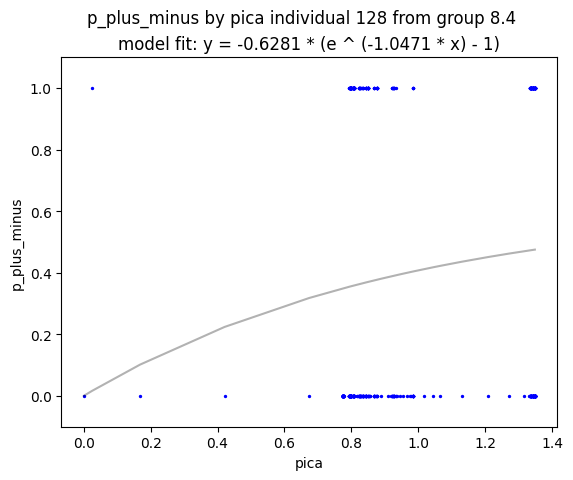 p_plus_minus by pica individual 128 from group 8.4
model fit: y = -0.6281 * (e ^ (-1.0471 * x) - 1)
1.0
0.8
0.6
0.4
0.2
0.0
p_plus_minus
0.0 0.2 0.4 0.6 0.8 1.0 1.2 1.4
pica